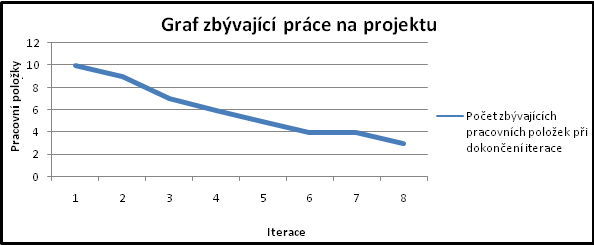 Graf zbývající práce na projektu
12
10
8
6
4
2
0
Pracovní položky
1 2 3 4 5 6 7 8
Iterace
Počet zbývajících
pracovních položek při
dokončení iterace